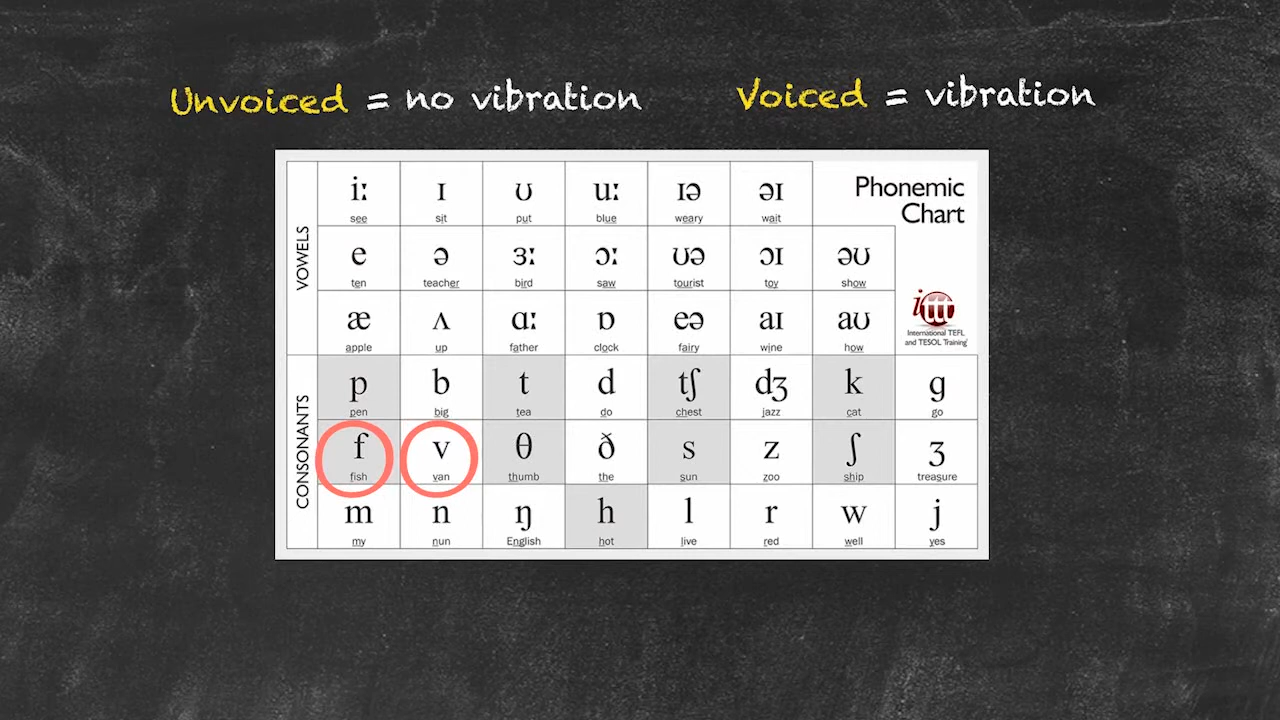 Unvoiced = no vibration
Voiced = vibration
VOWELS
iː ɪ ʊ uː ɪə əɪ
see sit put blue weary wait
Phonemic
Chart
e ə ɜː ɔː ʊə ɔɪ əʊ
ten teacher bird saw tourist toy show
æ ʌ ɑː ɒ eə aɪ aʊ
apple up father clock fairy wine how
ittt
International TEFL
and TESOL Training
CONSONANTS
p b t d tʃ dʒ k g
pen big tea do chest jazz cat go
f v θ ð s z ʃ ʒ
fish van thumb the sun zoo ship treasure
m n ŋ h l r w j
my nun English hot live red well yes